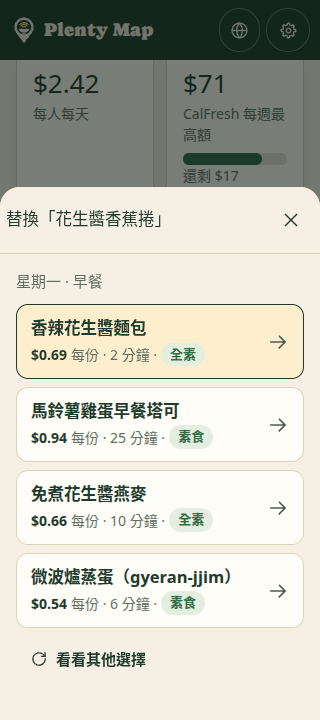 Plenty Map
$2.42
每人每天
$71
CalFresh 每週最
高額
還剩 $17
替換「花生醬香蕉捲」
星期一 · 早餐
香辣花生醬麵包
$0.69 每份 · 2 分鐘 · 全素
馬鈴薯雞蛋早餐塔可
$0.94 每份 · 25 分鐘 · 素食
免煮花生醬燕麥
$0.66 每份 · 10 分鐘 · 全素
微波爐蒸蛋（gyeran-jjim）
$0.54 每份 · 6 分鐘 · 素食
看看其他選擇